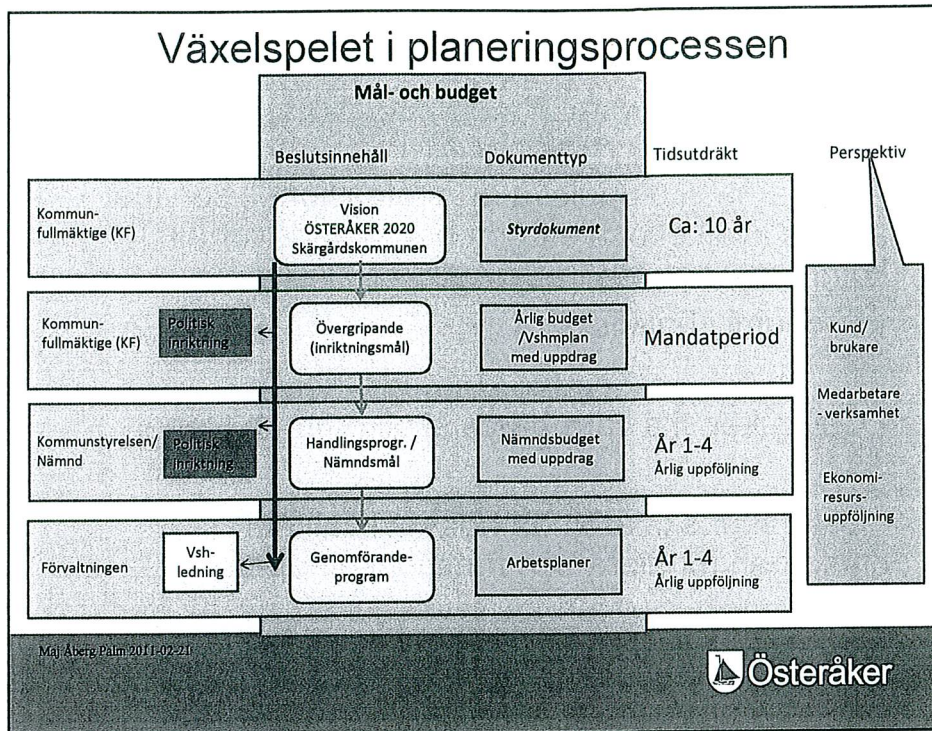 Växelspelet i planeringsprocessen
Mål- och budget
Beslutsinnehåll
Dokumenttyp
Tidsutdräkt
Perspektiv
Kommun-
fullmäktige (KF)
Vision
ÖSTERÅKER 2020
Skärgårdskommunen
Styrdokument
Ca: 10 år
Kommun-
fullmäktige (KF)
Politisk
inriktning
Övergripande
(inriktningsmål)
Årlig budget
/Vshmplan
med uppdrag
Mandatperiod
Kommunstyrelsen/
Nämnd
Politisk
inriktning
Handlingsprogr. /
Nämndsmål
Nämndsbudget
med uppdrag
År 1-4
Årlig uppföljning
Förvaltningen
Vsh-
ledning
Genomförande-
program
Arbetsplaner
År 1-4
Årlig uppföljning
Kund/
brukare
Medarbetare
- verksamhet
Ekonomi-
resurs-
uppföljning
Maj Åberg Palm 2011-02-21
Österåker